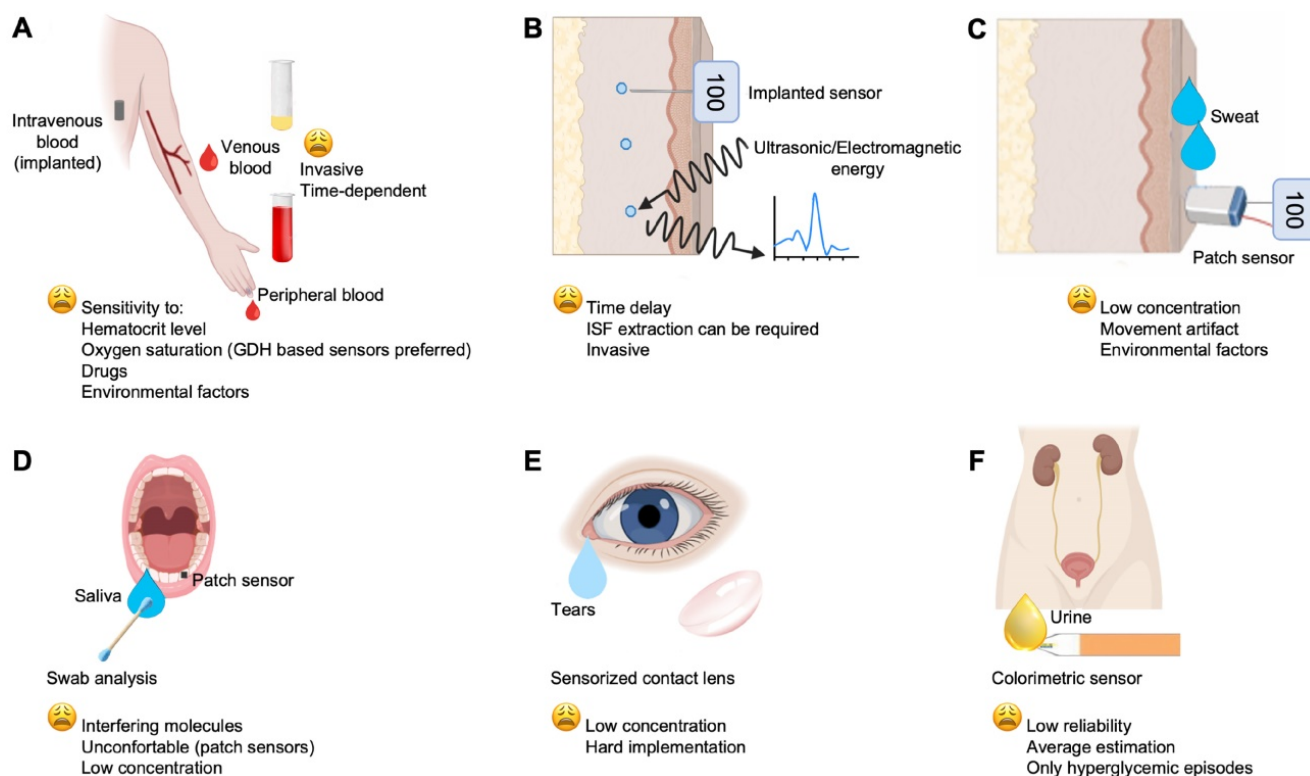 A
Intravenous
blood
(implanted)
Venous
blood
Invasive
Time-dependent
Peripheral blood
Sensitivity to:
Hematocrit level
Oxygen saturation (GDH based sensors preferred)
Drugs
Environmental factors
B
100
Implanted sensor
Ultrasonic/Electromagnetic
energy
Time delay
ISF extraction can be required
Invasive
C
Sweat
100
Patch sensor
Low concentration
Movement artifact
Environmental factors
D
Patch sensor
Saliva
Swab analysis
Interfering molecules
Unconfortable (patch sensors)
Low concentration
E
Tears
Sensorized contact lens
Low concentration
Hard implementation
F
Urine
Colorimetric sensor
Low reliability
Average estimation
Only hyperglycemic episodes